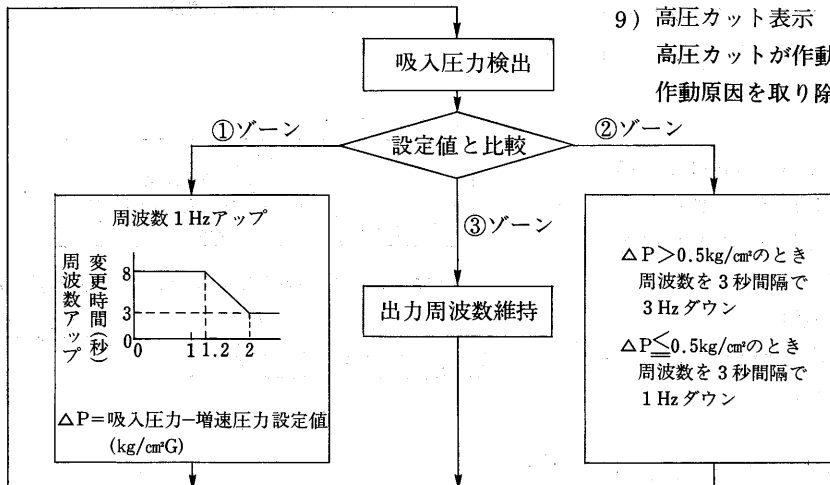 9) 高圧カット表示
高圧カットが作動
作動原因を取り除
吸入圧力検出
設定値と比較
①ゾーン
②ゾーン
③ゾーン
周波数1Hzアップ
周波数アップ
変更時間(秒)
8
3
0
0 1 1.2 2
△P=吸入圧力−増速圧力設定値
(kg/cm²G)
出力周波数維持
△P>0.5kg/cm²のとき
周波数を3秒間隔で
3Hzダウン
△P≦0.5kg/cm²のとき
周波数を3秒間隔で
1Hzダウン